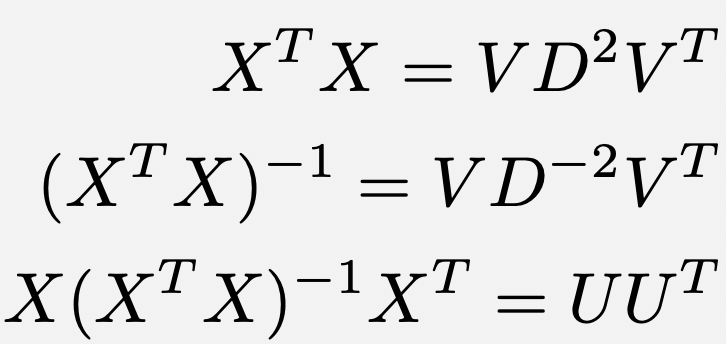 $X^T X = V D^2 V^T$
$(X^T X)^{-1} = V D^{-2} V^T$
$X(X^T X)^{-1} X^T = U U^T$